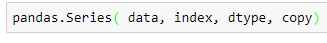 pandas.Series( data, index, dtype, copy)